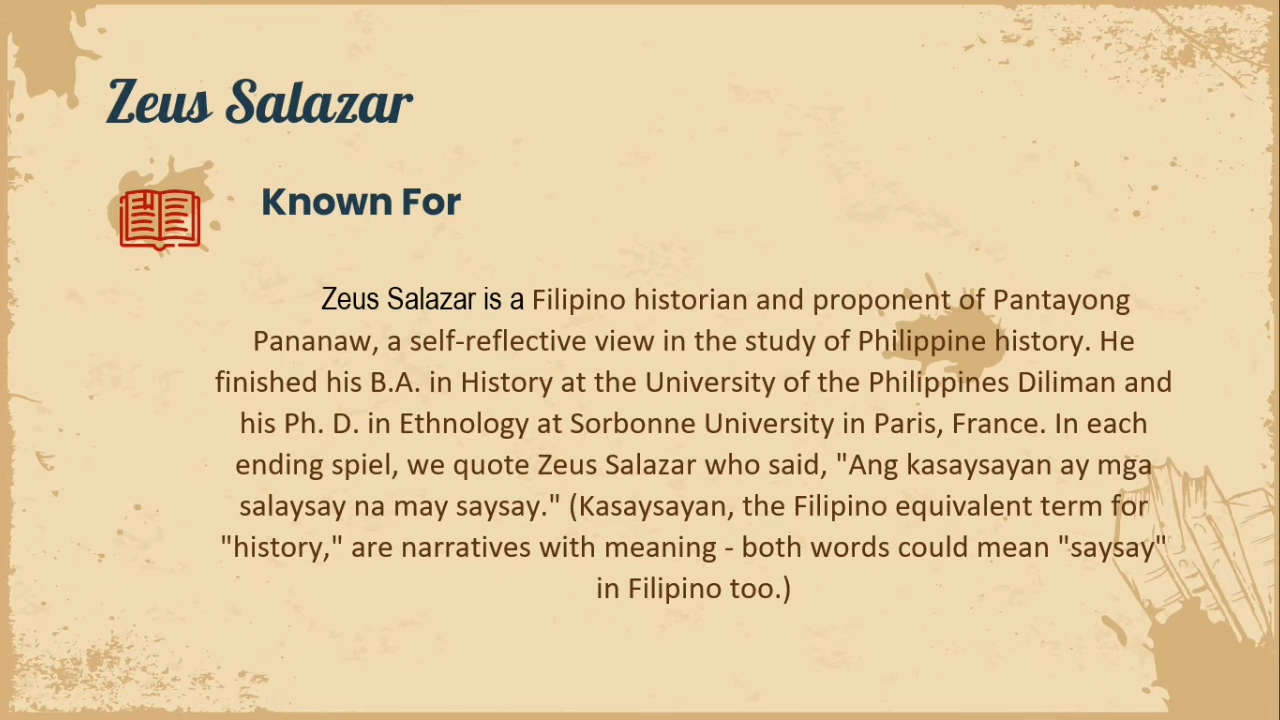 Zeus Salazar
Known For
Zeus Salazar is a Filipino historian and proponent of Pantayong
Pananaw, a self-reflective view in the study of Philippine history. He
finished his B.A. in History at the University of the Philippines Diliman and
his Ph. D. in Ethnology at Sorbonne University in Paris, France. In each
ending spiel, we quote Zeus Salazar who said, "Ang kasaysayan ay mga
salaysay na may saysay." (Kasaysayan, the Filipino equivalent term for
"history," are narratives with meaning - both words could mean "saysay"
in Filipino too.)